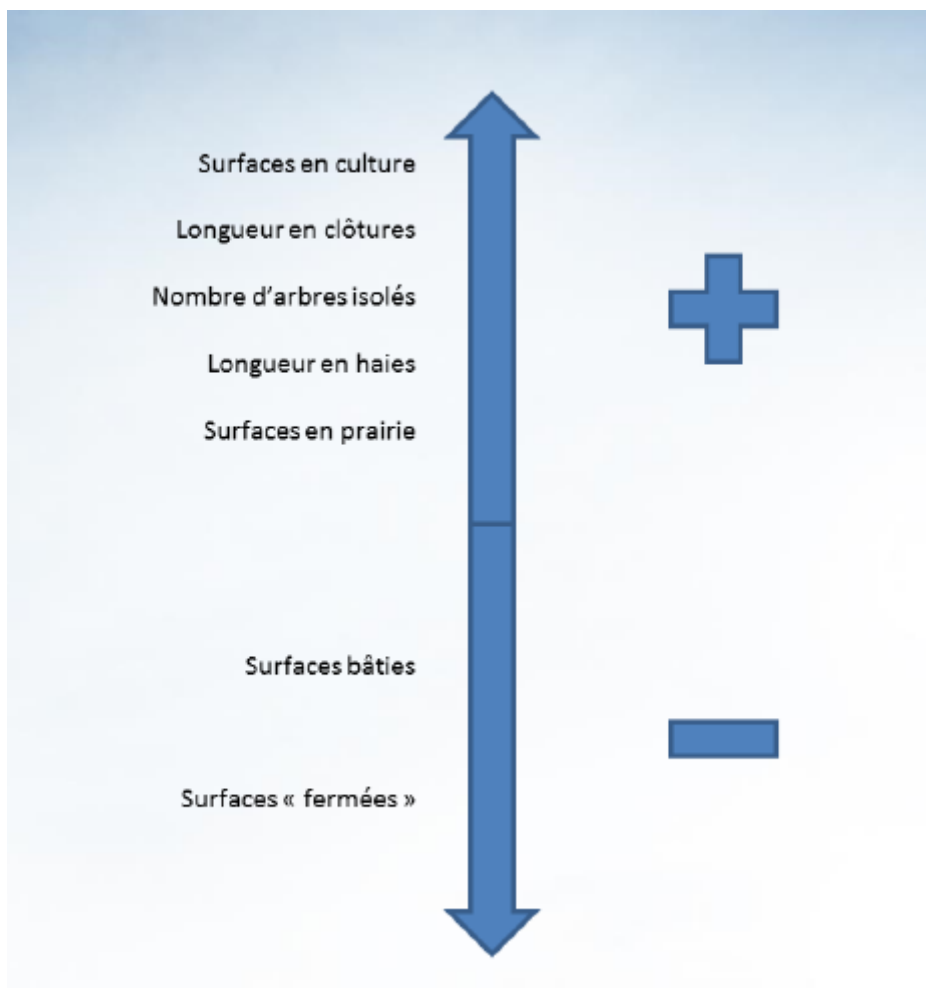 Surfaces en culture
Longueur en clôtures
Nombre d’arbres isolés
Longueur en haies
Surfaces en prairie
Surfaces bâties
Surfaces « fermées »